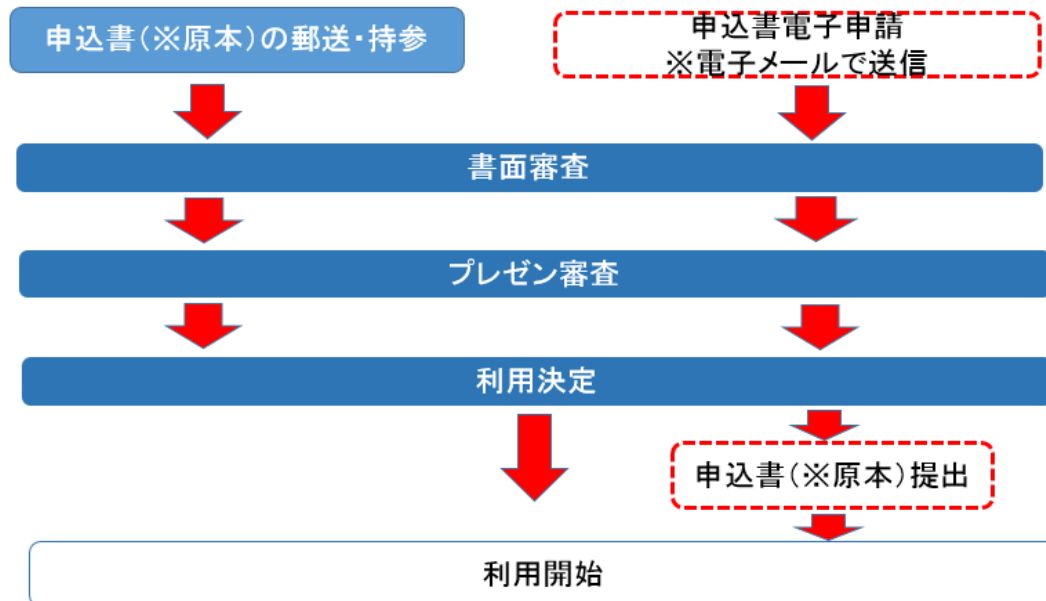 申込書(※原本)の郵送・持参
申込書電子申請
※電子メールで送信
書面審査
プレゼン審査
利用決定
申込書(※原本)提出
利用開始